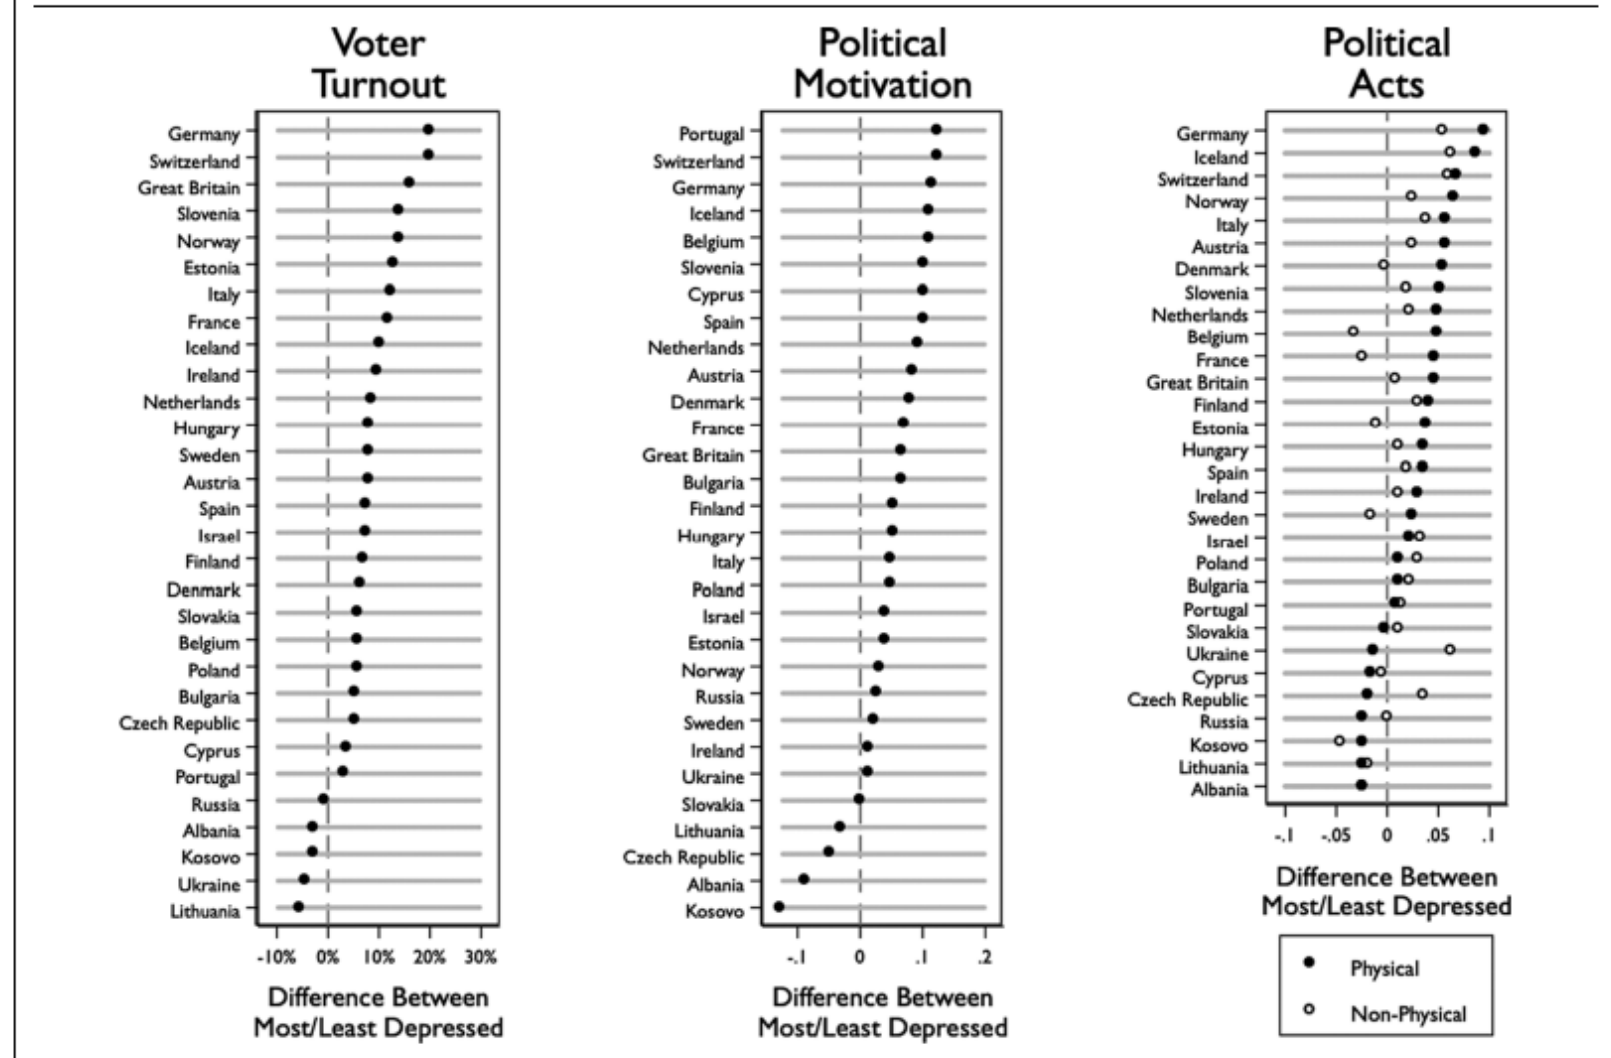 Voter
Turnout
Germany
Switzerland
Great Britain
Slovenia
Norway
Estonia
Italy
France
Iceland
Ireland
Netherlands
Hungary
Sweden
Austria
Spain
Israel
Finland
Denmark
Slovakia
Belgium
Poland
Bulgaria
Czech Republic
Cyprus
Portugal
Russia
Albania
Kosovo
Ukraine
Lithuania
-10% 0% 10% 20% 30%
Difference Between
Most/Least Depressed
Political
Motivation
Portugal
Switzerland
Germany
Iceland
Belgium
Slovenia
Cyprus
Spain
Netherlands
Austria
Denmark
France
Great Britain
Bulgaria
Finland
Hungary
Italy
Poland
Israel
Estonia
Norway
Russia
Sweden
Ireland
Ukraine
Slovakia
Lithuania
Czech Republic
Albania
Kosovo
-.1 0 .1 .2
Difference Between
Most/Least Depressed
Political
Acts
Germany
Iceland
Switzerland
Norway
Italy
Austria
Denmark
Slovenia
Netherlands
Belgium
France
Great Britain
Finland
Estonia
Hungary
Spain
Ireland
Sweden
Israel
Poland
Bulgaria
Portugal
Slovakia
Ukraine
Cyprus
Czech Republic
Russia
Kosovo
Lithuania
Albania
-.1 -.05 0 .05 .1
Difference Between
Most/Least Depressed
Physical
Non-Physical